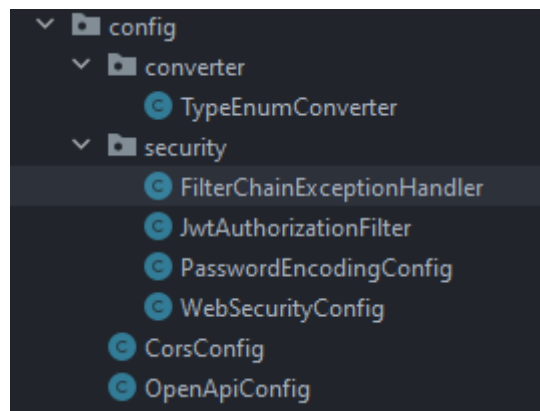 config
converter
TypeEnumConverter
security
FilterChainExceptionHandler
JwtAuthorizationFilter
PasswordEncodingConfig
WebSecurityConfig
CorsConfig
OpenApiConfig